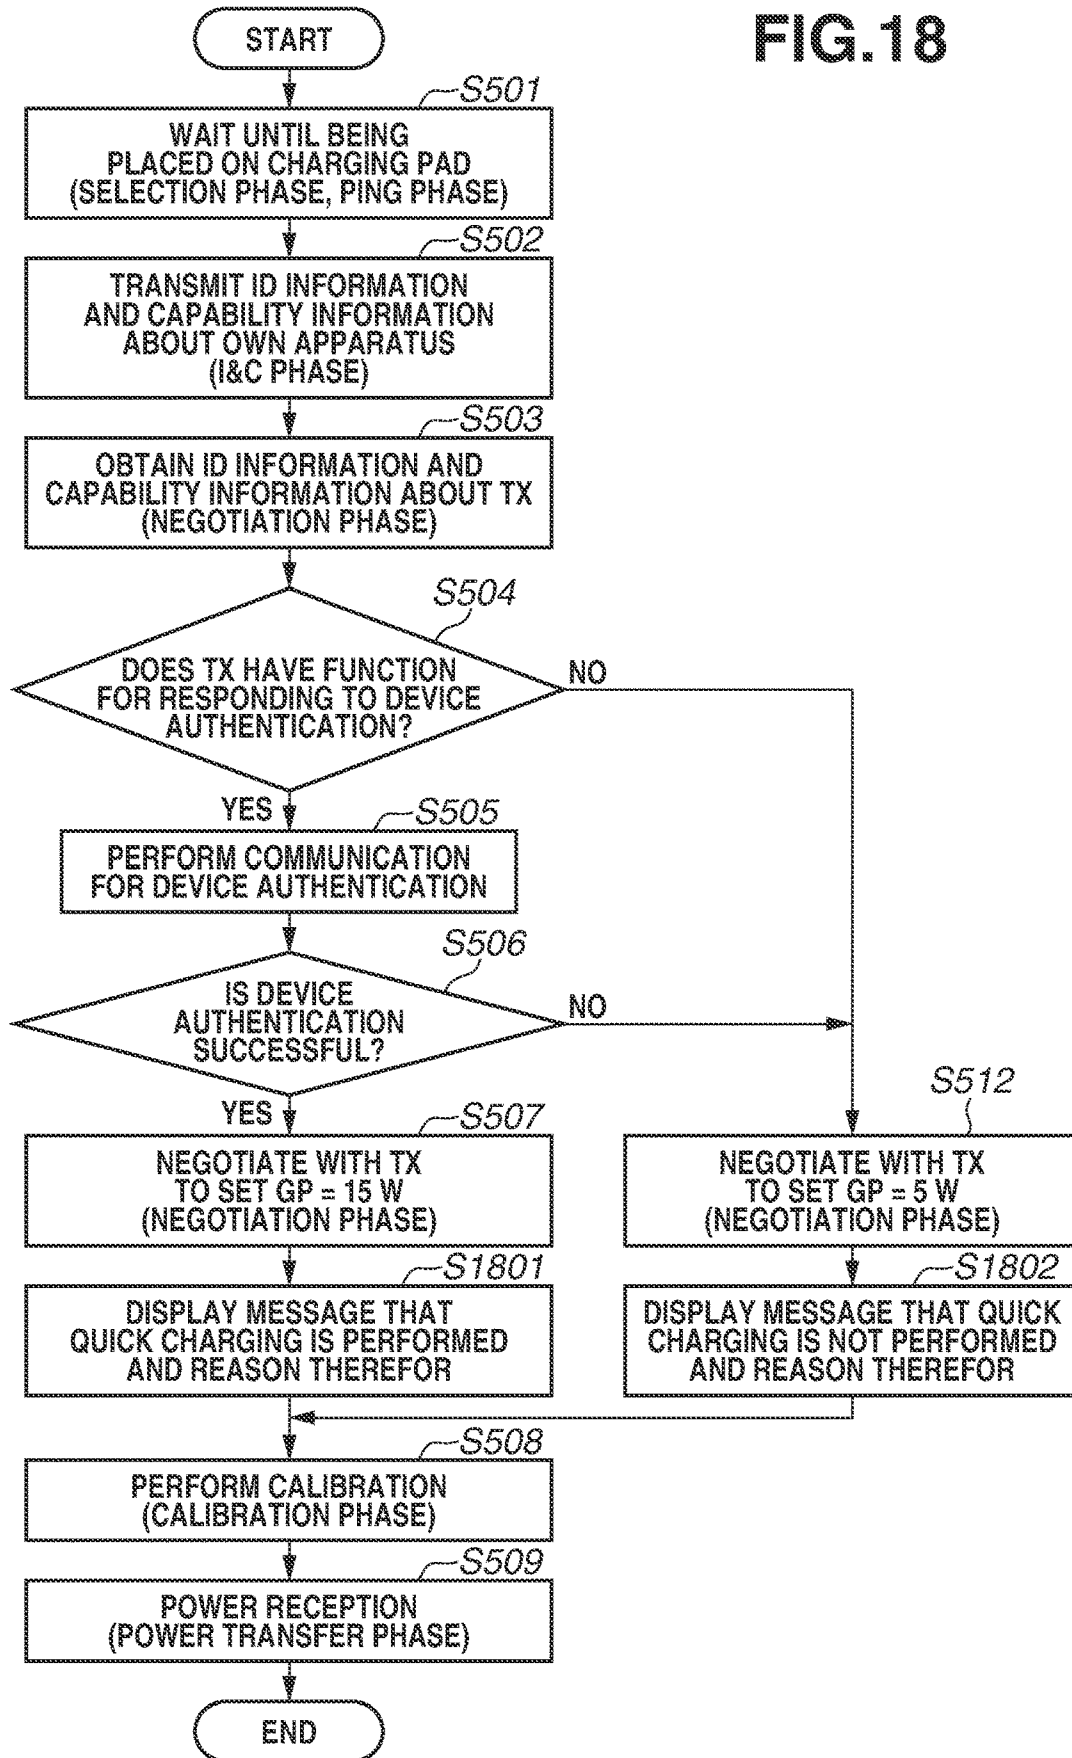 FIG.18
START
S501
WAIT UNTIL BEING
PLACED ON CHARGING PAD
(SELECTION PHASE, PING PHASE)
S502
TRANSMIT ID INFORMATION
AND CAPABILITY INFORMATION
ABOUT OWN APPARATUS
(I&C PHASE)
S503
OBTAIN ID INFORMATION AND
CAPABILITY INFORMATION ABOUT TX
(NEGOTIATION PHASE)
S504
DOES TX HAVE FUNCTION
FOR RESPONDING TO DEVICE
AUTHENTICATION?
NO
YES
S505
PERFORM COMMUNICATION
FOR DEVICE AUTHENTICATION
S506
IS DEVICE
AUTHENTICATION
SUCCESSFUL?
NO
YES
S507
NEGOTIATE WITH TX
TO SET GP = 15 W
(NEGOTIATION PHASE)
S512
NEGOTIATE WITH TX
TO SET GP = 5 W
(NEGOTIATION PHASE)
S1801
DISPLAY MESSAGE THAT
QUICK CHARGING IS PERFORMED
AND REASON THEREFOR
S1802
DISPLAY MESSAGE THAT QUICK
CHARGING IS NOT PERFORMED
AND REASON THEREFOR
S508
PERFORM CALIBRATION
(CALIBRATION PHASE)
S509
POWER RECEPTION
(POWER TRANSFER PHASE)
END